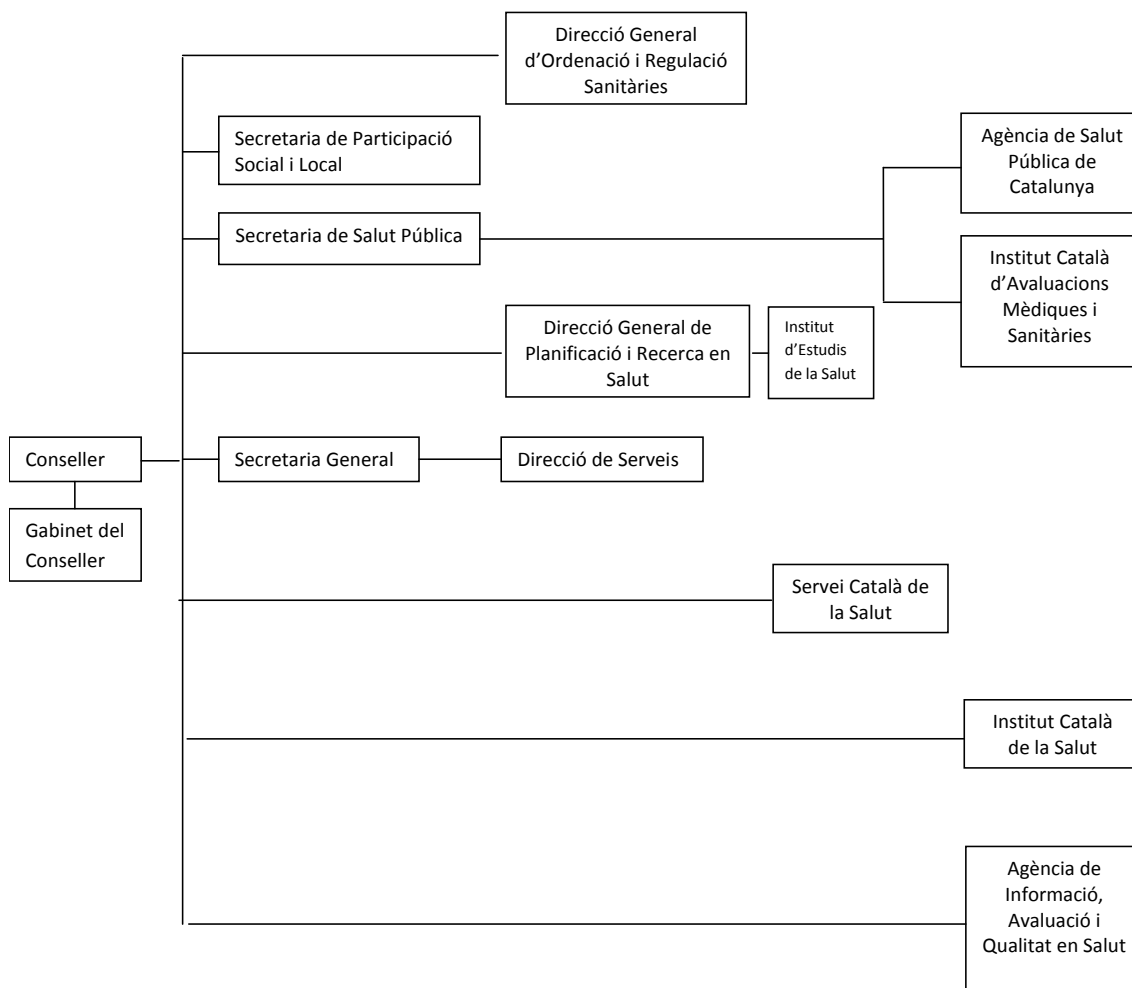 Direcció General
d’Ordenació i Regulació
Sanitàries
Secretaria de Participació
Social i Local
Agència de Salut
Pública de
Catalunya
Secretaria de Salut Pública
Institut Català
d’Avaluacions
Mèdiques i
Sanitàries
Direcció General de
Planificació i Recerca en
Salut
Institut
d’Estudis
de la Salut
Conseller
Secretaria General
Direcció de Serveis
Gabinet del
Conseller
Servei Català de
la Salut
Institut Català
de la Salut
Agència de
Informació,
Avaluació i
Qualitat en Salut